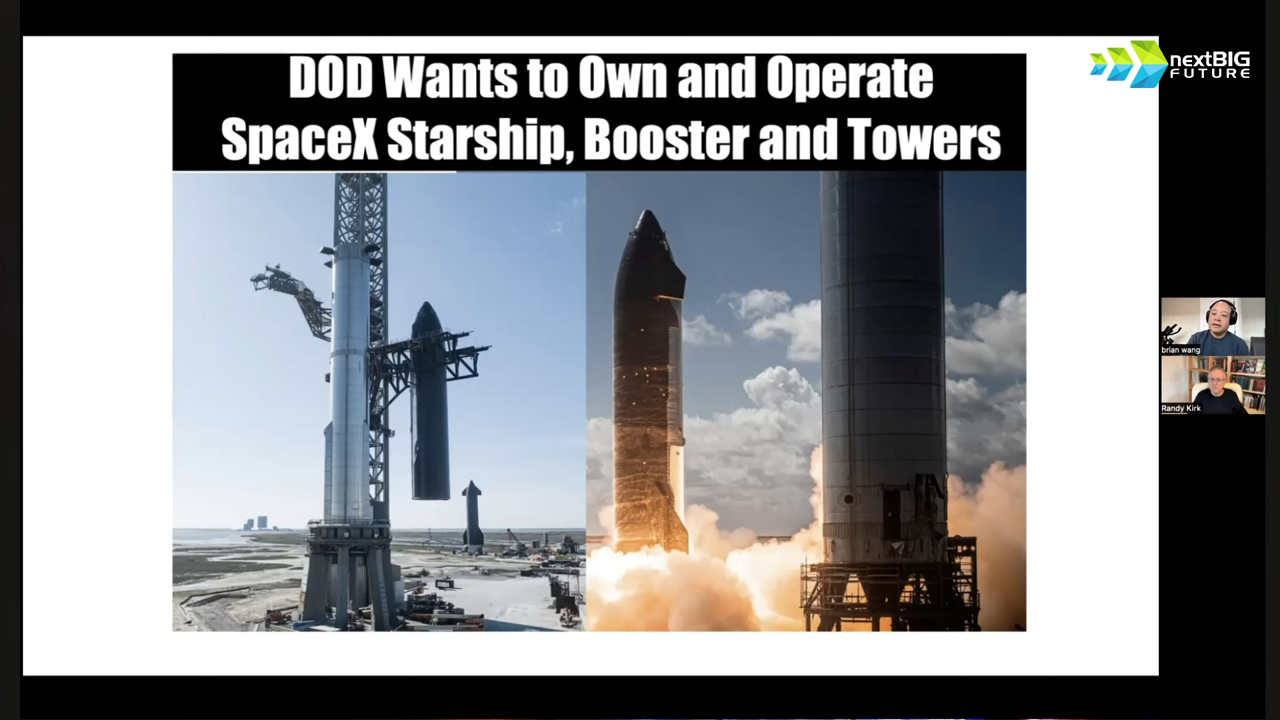 DOD Wants to Own and Operate
SpaceX Starship, Booster and Towers
nextBIG
FUTURE
brian wang
Randy Kirk